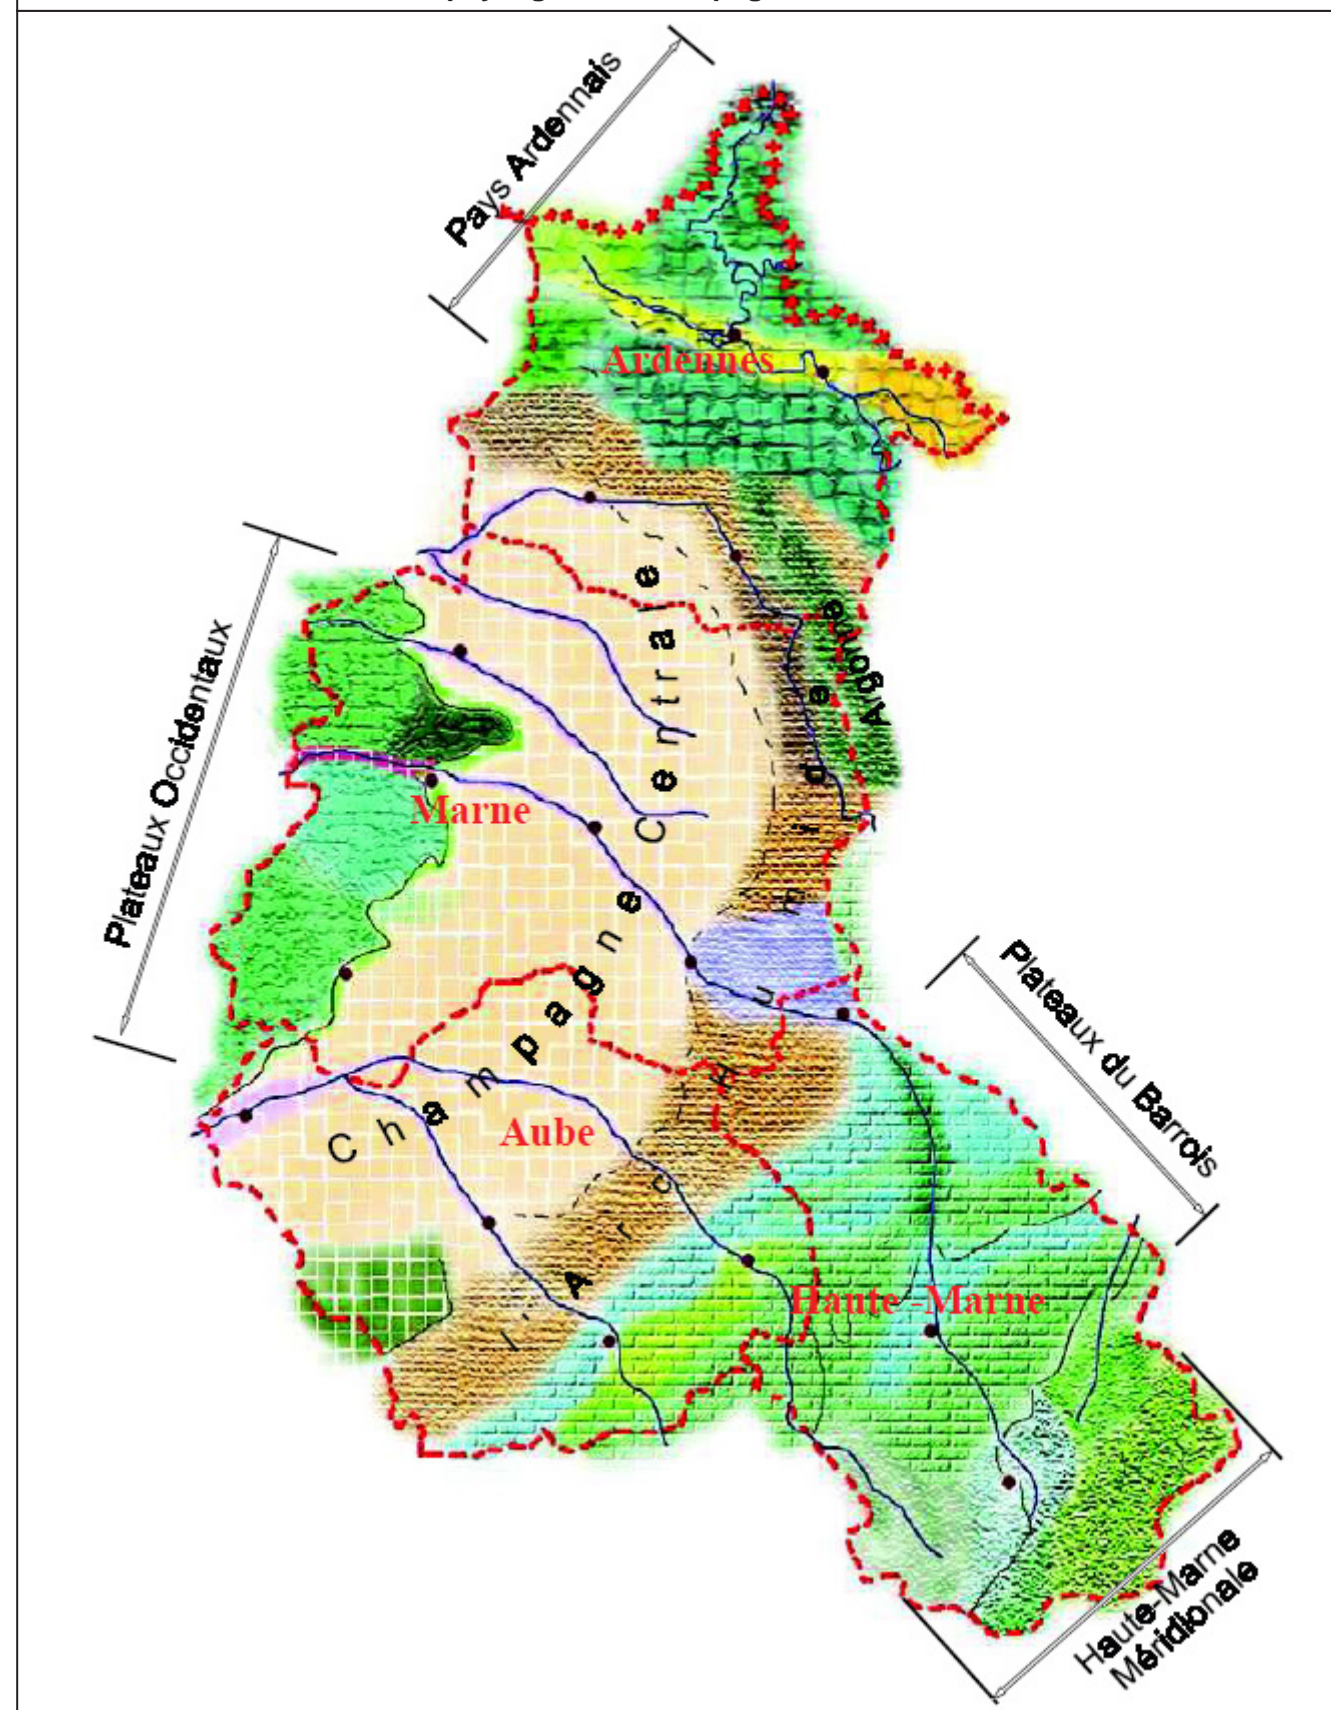 Pays Ardennais
Ardennes
Argonne
Champagne Centrale
Plateaux Occidentaux
Marne
l'Arc Humide
Plateaux du Barrois
Aube
Haute-Marne
Haute-Marne
Méridionale